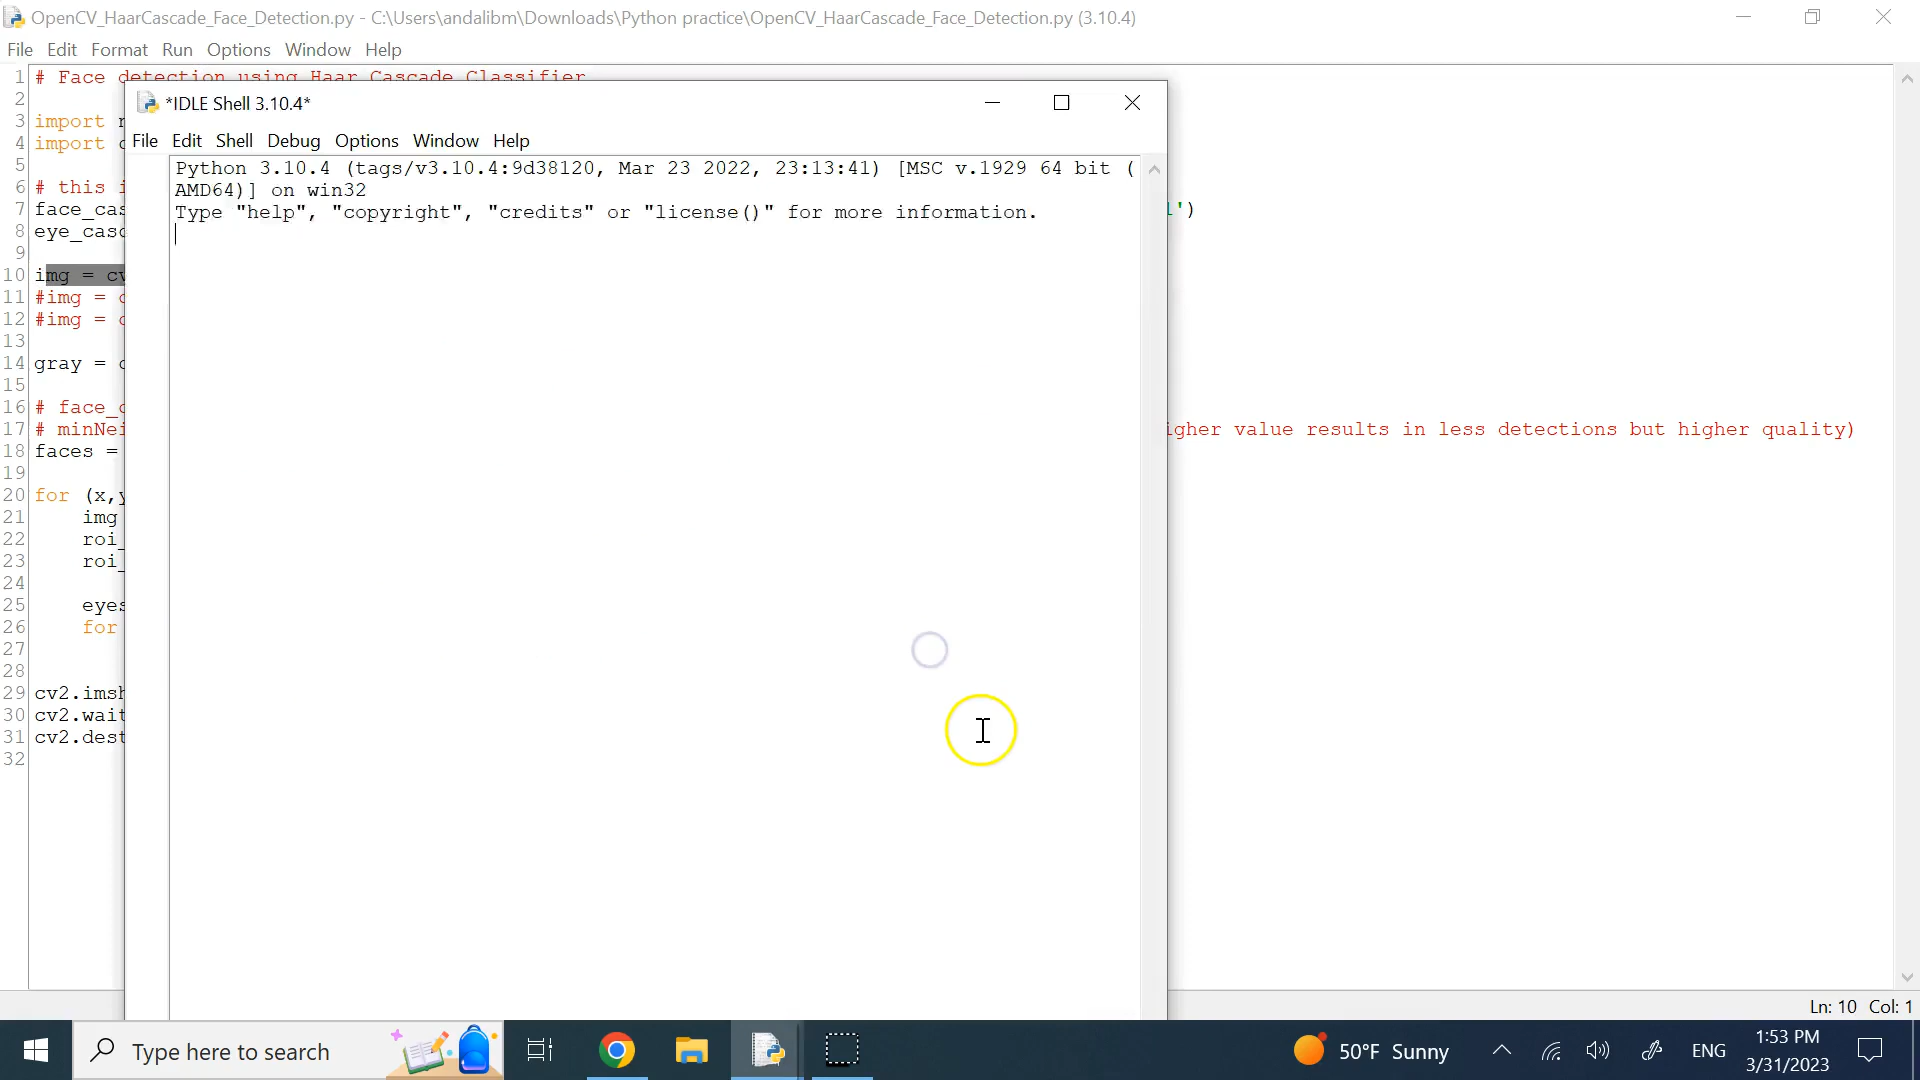 OpenCV_HaarCascade_Face_Detection.py - C:\Users\andalibm\Downloads\Python practice\OpenCV_HaarCascade_Face_Detection.py (3.10.4)
File Edit Format Run Options Window Help
1 # Face detection using Haar Cascade Classifier
2
3 import
4 import
5
6 # this
7 face_cas
8 eye_casc
9
10 img = cv
11 #img =
12 #img =
13
14 gray =
15
16 # face_
17 # minNei
18 faces =
19
20 for (x,y
21 img
22 roi_
23 roi_
24
25 eyes
26 for
27
28
29 cv2.imsh
30 cv2.wait
31 cv2.dest
32
*IDLE Shell 3.10.4*
File Edit Shell Debug Options Window Help
Python 3.10.4 (tags/v3.10.4:9d38120, Mar 23 2022, 23:13:41) [MSC v.1929 64 bit (
AMD64)] on win32
Type "help", "copyright", "credits" or "license()" for more information.
')
igher value results in less detections but higher quality)
Ln: 10 Col: 1
Type here to search
50°F Sunny
ENG
1:53 PM
3/31/2023